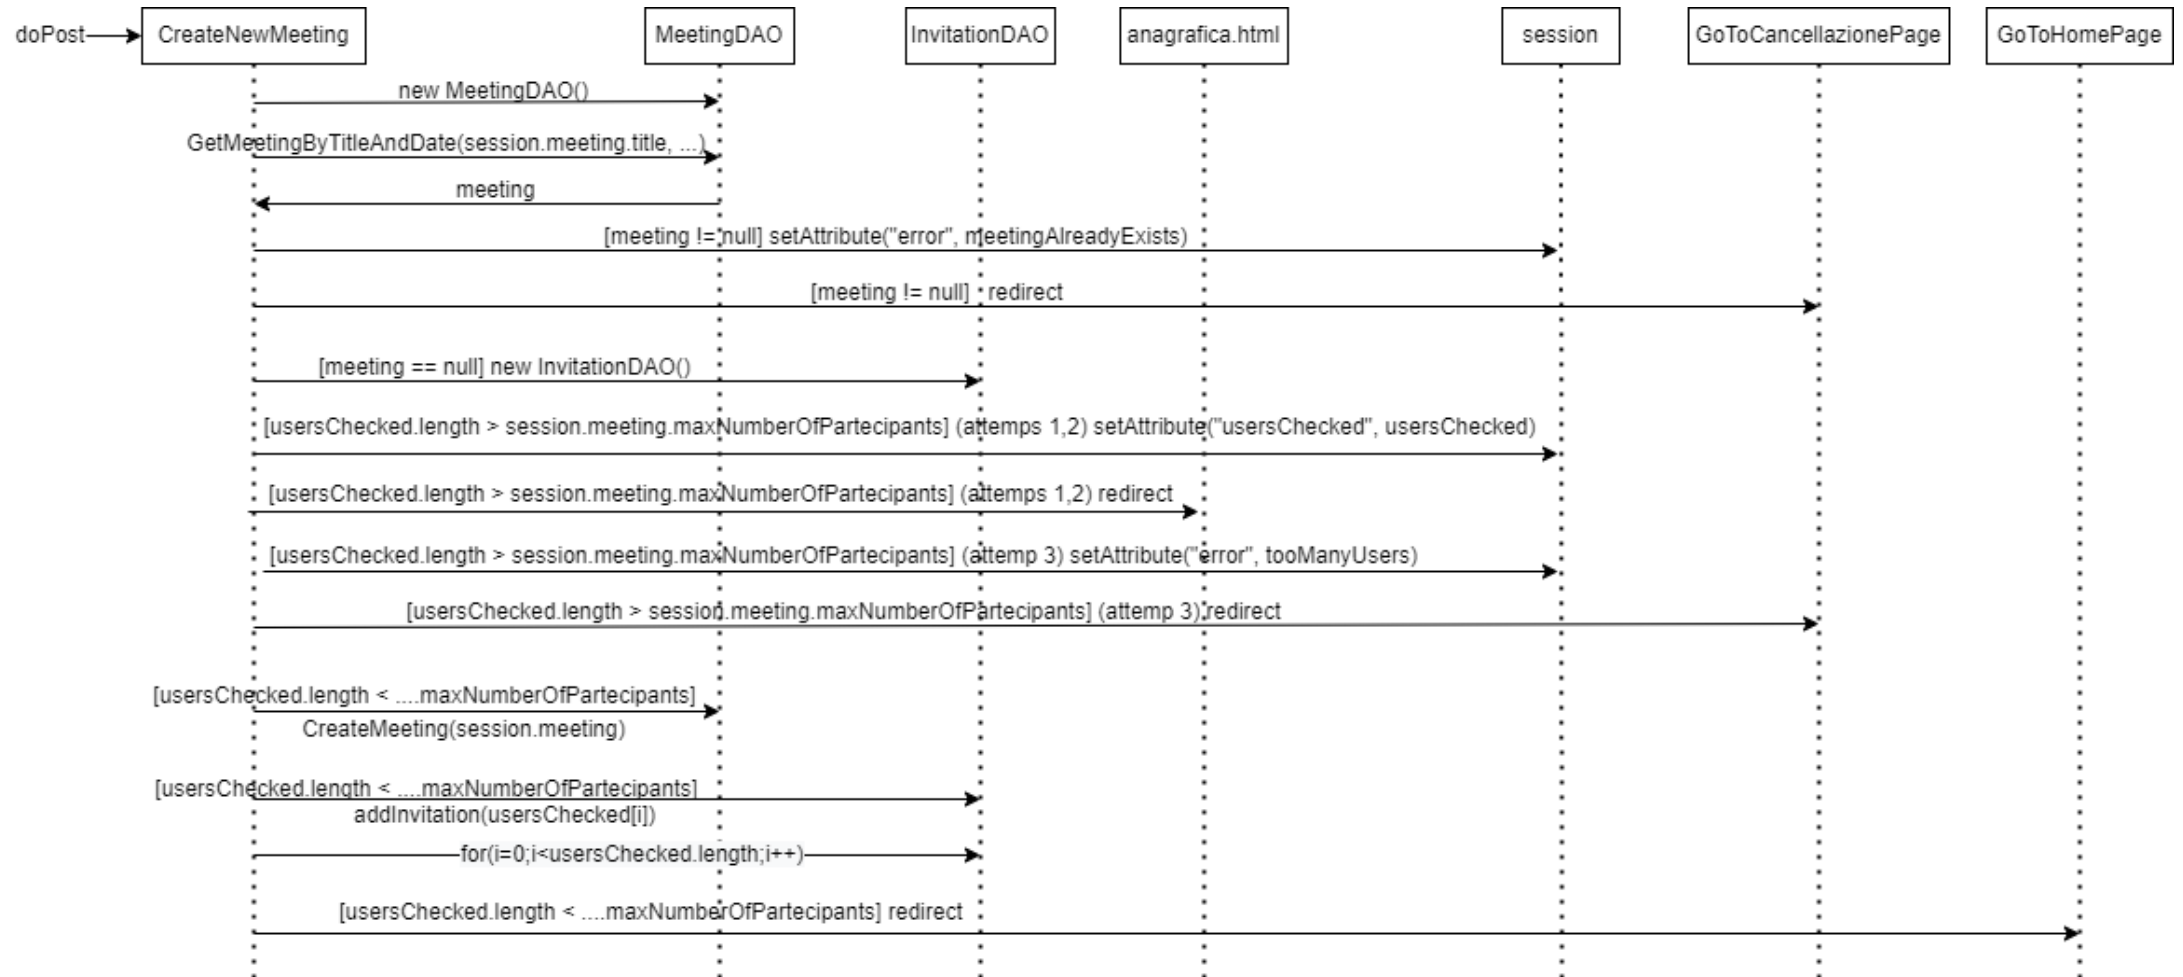 doPost
CreateNewMeeting
MeetingDAO
InvitationDAO
anagrafica.html
session
GoToCancellazionePage
GoToHomePage
new MeetingDAO()
GetMeetingByTitleAndDate(session.meeting.title, ...)
meeting
[meeting != null] setAttribute("error", meetingAlreadyExists)
[meeting != null] redirect
[meeting == null] new InvitationDAO()
[usersChecked.length > session.meeting.maxNumberOfPartecipants] (attemps 1,2) setAttribute("usersChecked", usersChecked)
[usersChecked.length > session.meeting.maxNumberOfPartecipants] (attemps 1,2) redirect
[usersChecked.length > session.meeting.maxNumberOfPartecipants] (attemp 3) setAttribute("error", tooManyUsers)
[usersChecked.length > session.meeting.maxNumberOfPartecipants] (attemp 3) redirect
[usersChecked.length < ....maxNumberOfPartecipants]
CreateMeeting(session.meeting)
[usersChecked.length < ....maxNumberOfPartecipants]
addInvitation(usersChecked[i])
for(i=0;i<usersChecked.length;i++)
[usersChecked.length < ....maxNumberOfPartecipants] redirect